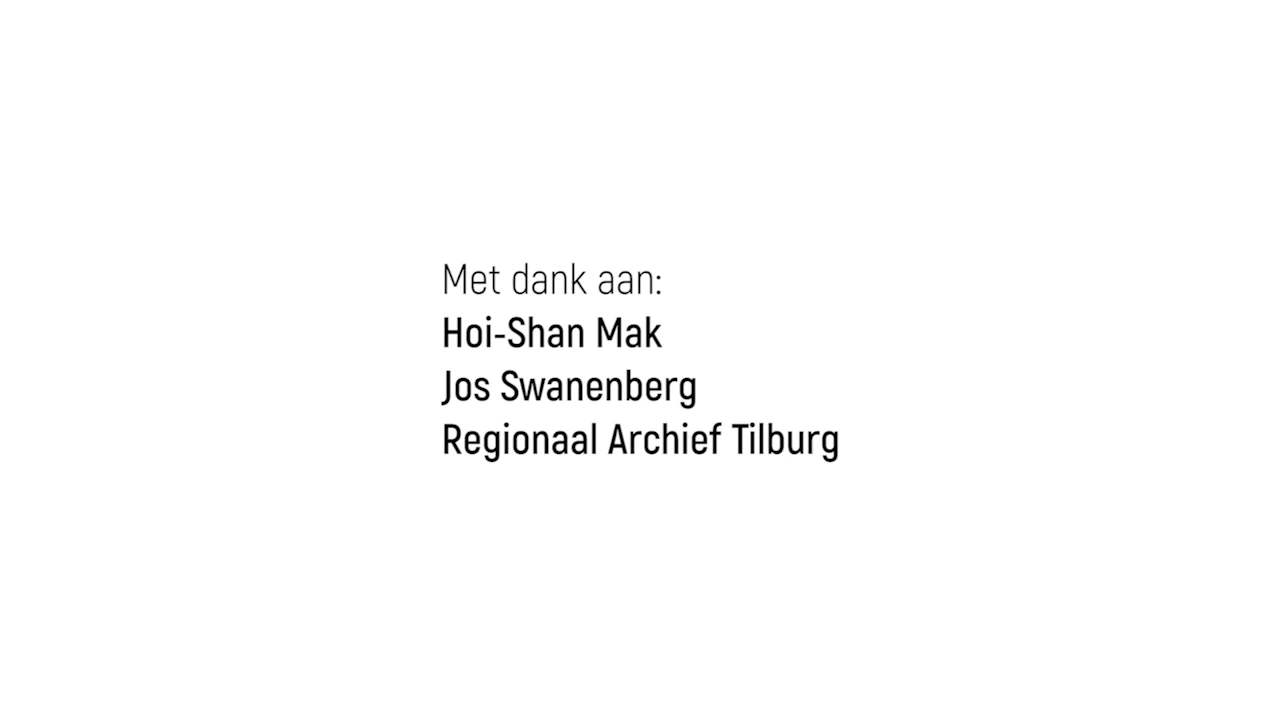 Met dank aan:
Hoi-Shan Mak
Jos Swanenberg
Regionaal Archief Tilburg